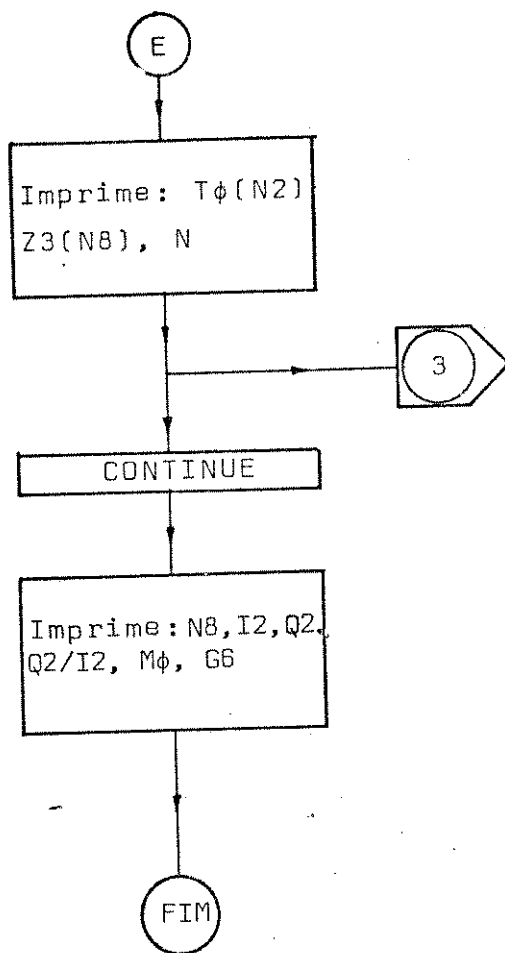 E
Imprime: Tϕ(N2)
Z3(N8), N
3
CONTINUE
Imprime: N8, I2, Q2,
Q2/I2, Mϕ, G6
FIM